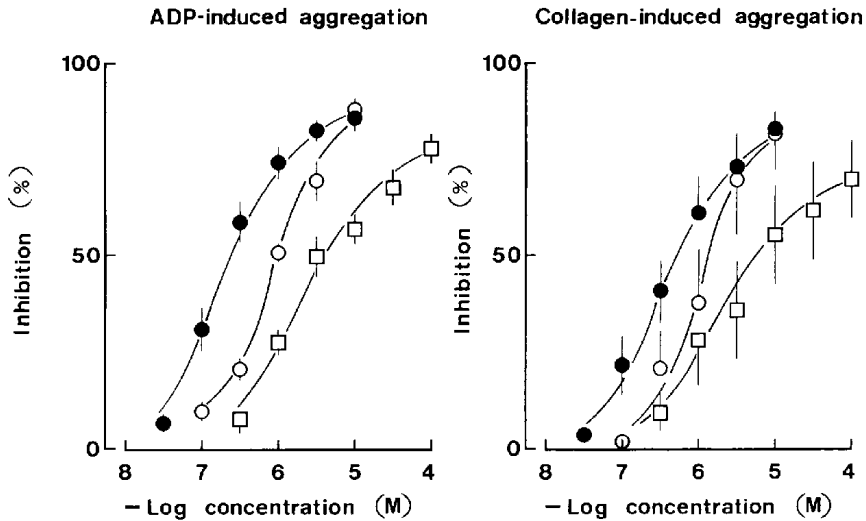 ADP-induced aggregation
100
50
0
Inhibition (%)
8 7 6 5 4
− Log concentration (M)
Collagen-induced aggregation
100
50
0
Inhibition (%)
8 7 6 5 4
− Log concentration (M)